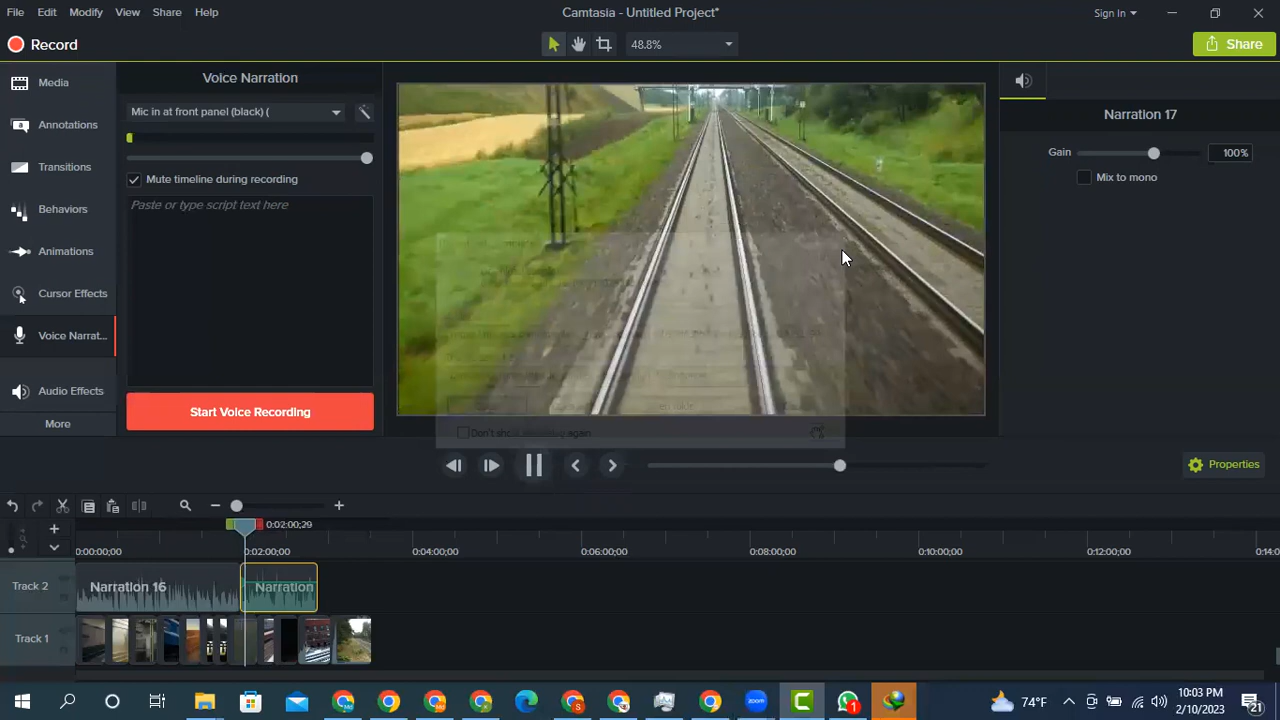 File Edit Modify View Share Help
Camtasia - Untitled Project*
Sign In
Record
48.8%
Share
Media
Annotations
Transitions
Behaviors
Animations
Cursor Effects
Voice Narrat...
Audio Effects
More
Voice Narration
Mic in at front panel (black) (
Mute timeline during recording
Paste or type script text here
Start Voice Recording
Narration 17
Gain 100%
Mix to mono
Don't show again
Properties
0:02:00;29
0:00:00;00 0:02:00;00 0:04:00;00 0:06:00;00 0:08:00;00 0:10:00;00 0:12:00;00 0:14:0
Track 2
Narration 16
Narration
Track 1
74°F
10:03 PM
2/10/2023
21